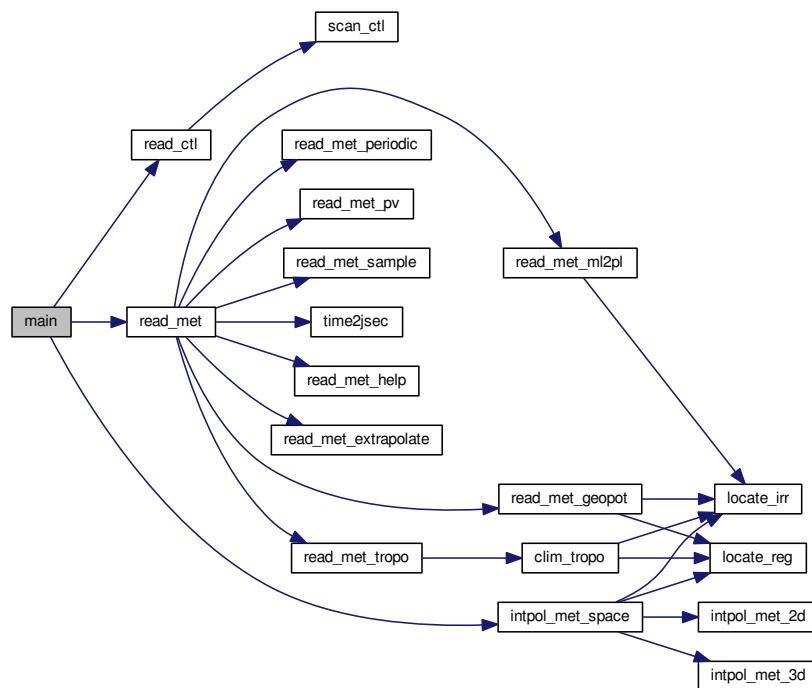 scan_ctl
read_ctl
read_met_periodic
read_met_pv
read_met_sample
read_met_ml2pl
main
read_met
time2jsec
read_met_help
read_met_extrapolate
read_met_geopot
locate_irr
read_met_tropo
clim_tropo
locate_reg
intpol_met_space
intpol_met_2d
intpol_met_3d